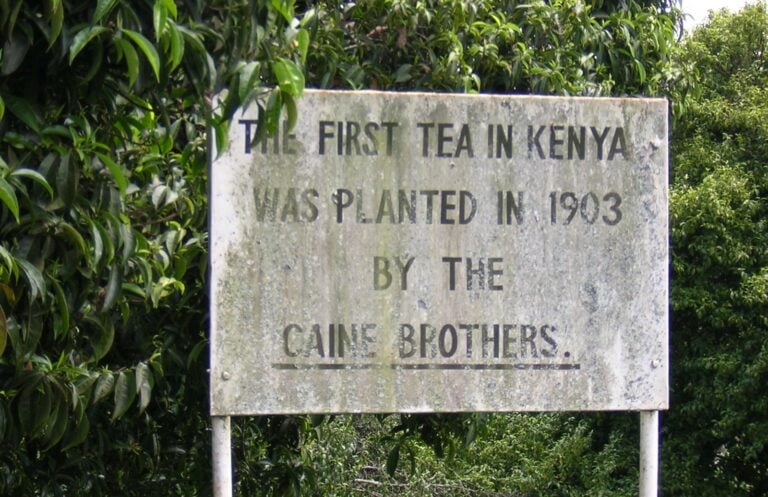 THE FIRST TEA IN KENYA
WAS PLANTED IN 1903
BY THE
CAINE BROTHERS.